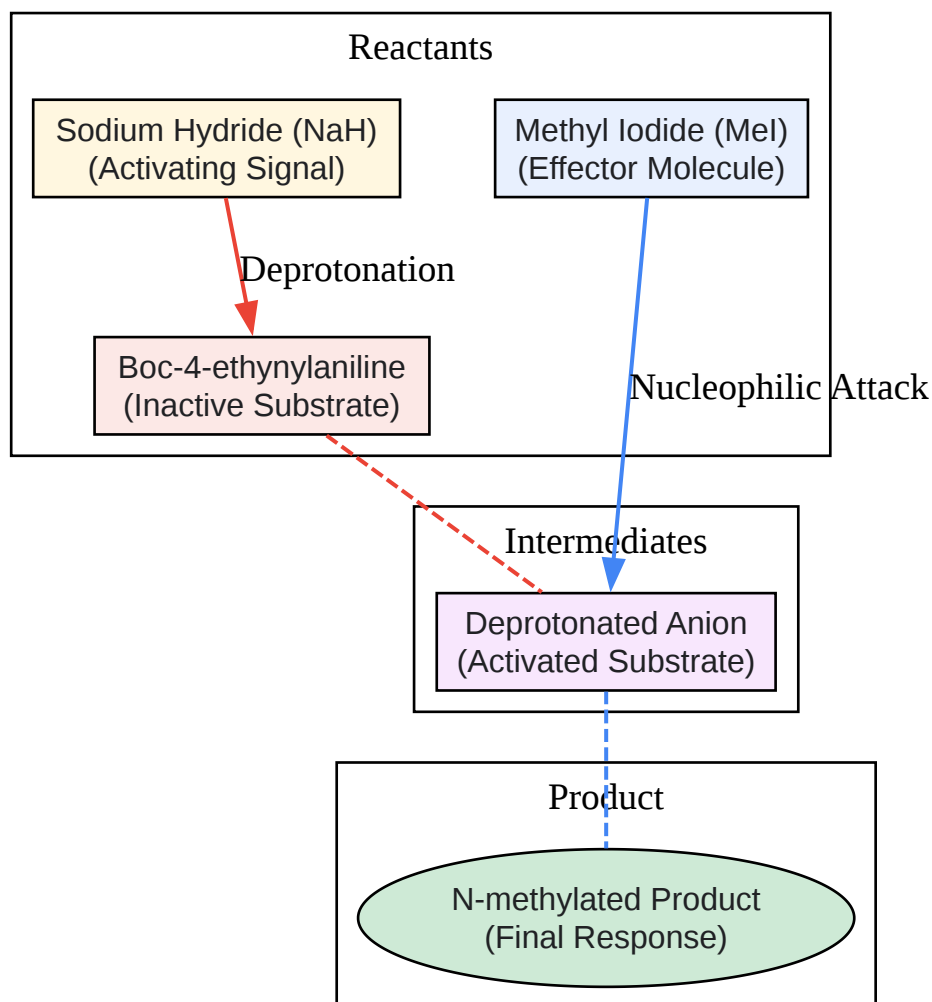 Reactants
Sodium Hydride (NaH)
(Activating Signal)
Methyl Iodide (MeI)
(Effector Molecule)
Deprotonation
Boc-4-ethynylaniline
(Inactive Substrate)
Nucleophilic Attack
Intermediates
Deprotonated Anion
(Activated Substrate)
Product
N-methylated Product
(Final Response)